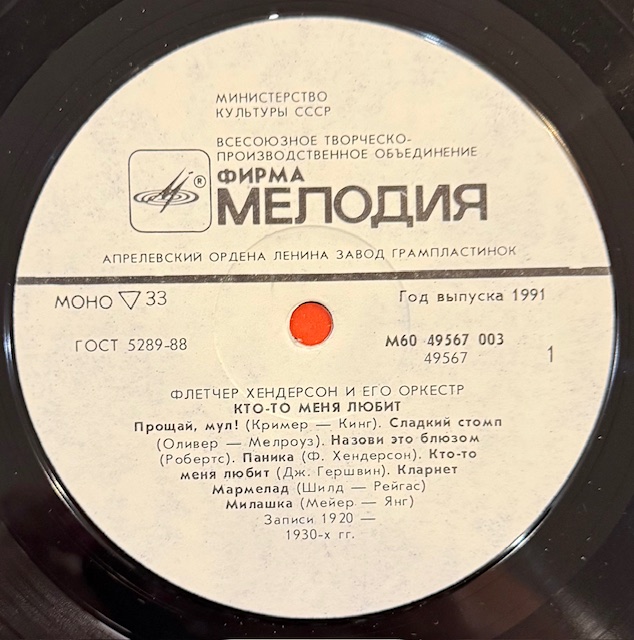 МИНИСТЕРСТВО
КУЛЬТУРЫ СССР
ВСЕСОЮЗНОЕ ТВОРЧЕСКО-
ПРОИЗВОДСТВЕННОЕ ОБЪЕДИНЕНИЕ
®
ФИРМА
МЕЛОДИЯ
АПРЕЛЕВСКИЙ ОРДЕНА ЛЕНИНА ЗАВОД ГРАМПЛАСТИНОК
МОНО ▽ 33
Год выпуска 1991
ГОСТ 5289-88
М60 49567 003
49567
1
ФЛЕТЧЕР ХЕНДЕРСОН И ЕГО ОРКЕСТР
КТО-ТО МЕНЯ ЛЮБИТ
Прощай, мул! (Кример — Кинг). Сладкий стомп
(Оливер — Мелроуз). Назови это блюзом
(Робертс). Паника (Ф. Хендерсон). Кто-то
меня любит (Дж. Гершвин). Кларнет
Мармелад (Шилд — Рейгас)
Милашка (Мейер — Янг)
Записи 1920 —
1930-х гг.